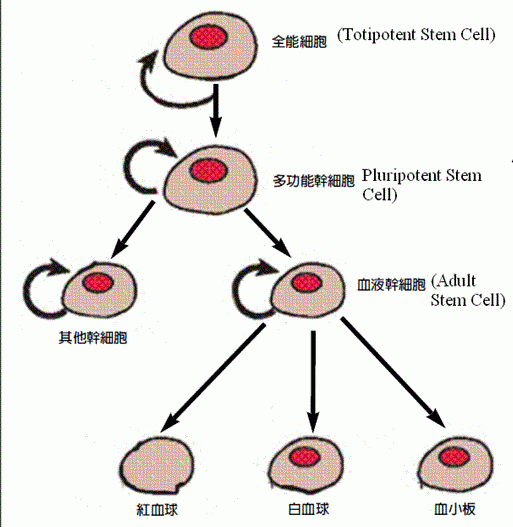 全能細胞 (Totipotent Stem Cell)
多功能幹細胞 Pluripotent Stem
Cell)
血液幹細胞 (Adult
Stem Cell)
其他幹細胞
紅血球 白血球 血小板